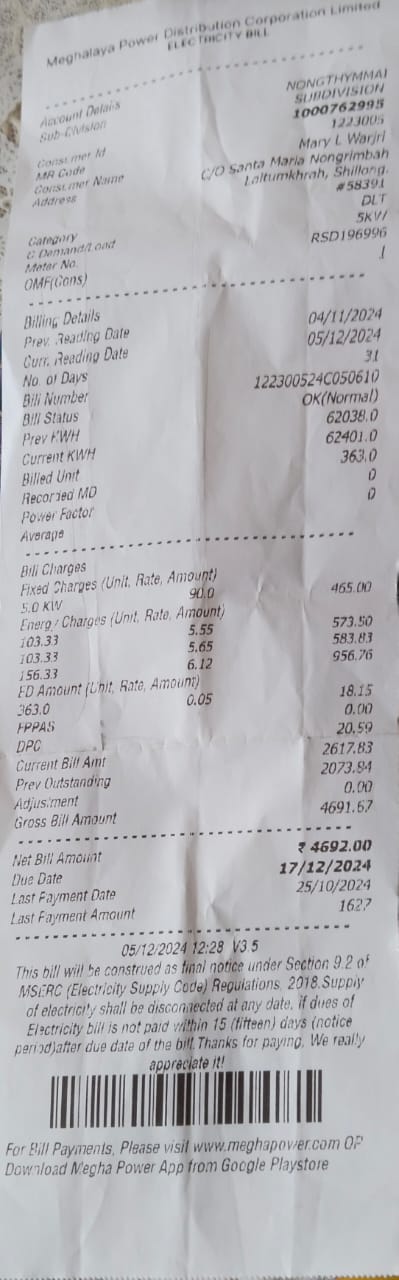 Meghalaya Power Distribution Corporation Limited
ELECTRICITY BILL
Account Details
Sub-Division NONGTHYMMAI
SUBDIVISION
Consumer Id 1000762995
MR Code 1223005
Consumer Name Mary L Warjri
Address C/O Santa Maria Nongrimbah
Laitumkhrah, Shillong.
#58391
Category DLT
C Demand/Load 5KW
Meter No. RSD196996
OMF(Cons) 1
Billing Details
Prev. Reading Date 04/11/2024
Curr. Reading Date 05/12/2024
No. of Days 31
Bill Number 122300524C050610
Bill Status OK(Normal)
Prev KWH 62038.0
Current KWH 62401.0
Billed Unit 363.0
Recorded MD 0
Power Factor 0
Average
Bill Charges
Fixed Charges (Unit, Rate, Amount)
5.0 KW 90.0 465.00
Energy Charges (Unit, Rate, Amount)
103.33 5.55 573.50
103.33 5.65 583.83
156.33 6.12 956.76
ED Amount (Unit, Rate, Amount)
363.0 0.05 18.15
FPPAS 0.00
DPC 20.59
Current Bill Amt 2617.83
Prev Outstanding 2073.84
Adjustment 0.00
Gross Bill Amount 4691.67
Net Bill Amount ₹ 4692.00
Due Date 17/12/2024
Last Payment Date 25/10/2024
Last Payment Amount 1627
05/12/2024 12:28 V3 5
This bill will be construed as final notice under Section 9.2 of
MSERC (Electricity Supply Code) Regulations, 2018.Supply
of electricity shall be disconnected at any date, if dues of
Electricity bill is not paid within 15 (fifteen) days (notice
period)after due date of the bill.Thanks for paying, We really
appreciate it!
For Bill Payments, Please visit www.meghapower.com OR
Download Megha Power App from Google Playstore